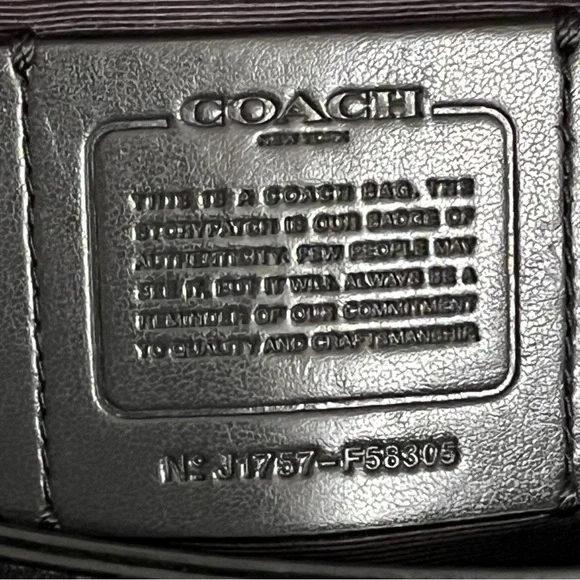 COACH
NEW YORK
THIS IS A COACH BAG. THE
STORYPATCH IS OUR BADGE OF
AUTHENTICITY. FEW PEOPLE MAY
SEE IT, BUT IT WILL ALWAYS BE A
REMINDER OF OUR COMMITMENT
TO QUALITY AND CRAFTSMANSHIP.
Nº J1757-F58305